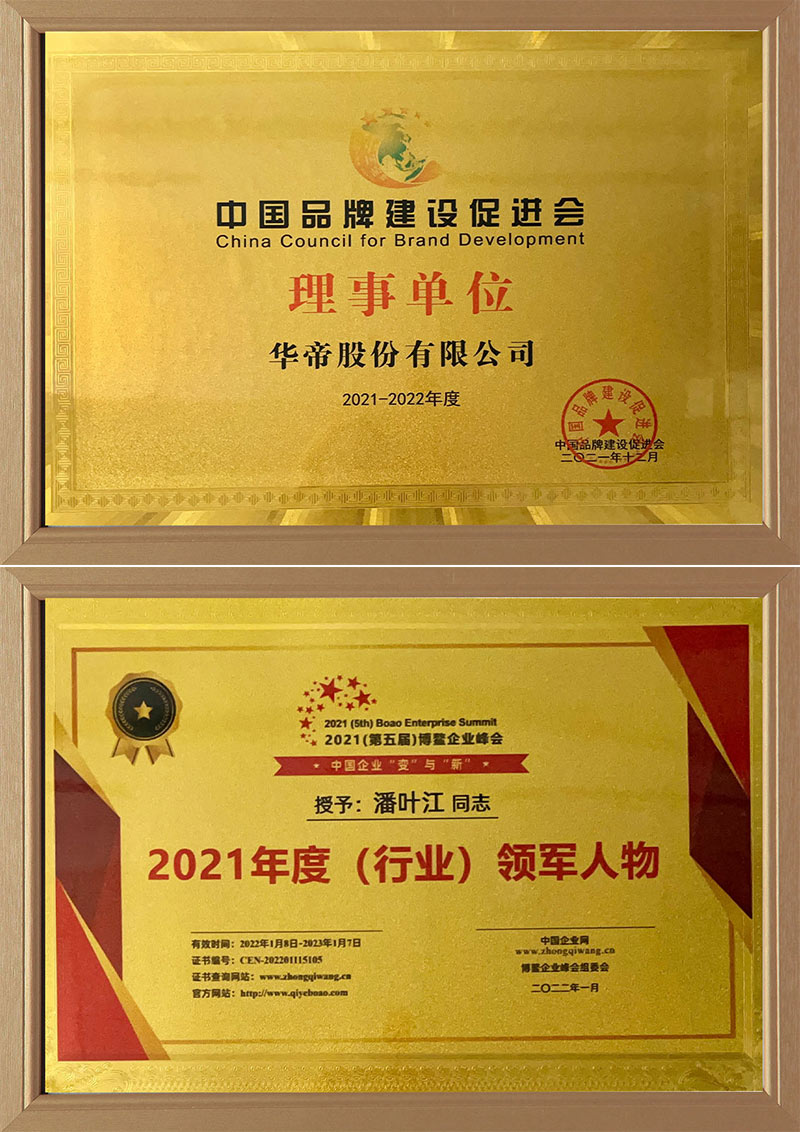 中国品牌建设促进会
China Council for Brand Development
理事单位
华帝股份有限公司
2021-2022年度
中国品牌建设促进会
中国品牌建设促进会
二〇二一年十二月
2021 (5th) Boao Enterprise Summit
2021(第五届)博鳌企业峰会
中国企业“变”与“新”
授予：潘叶江 同志
2021年度（行业）领军人物
有效时间：2022年1月8日-2023年1月7日
证书编号：CEN-202201115105
证书查询网站：www.zhongqiwang.cn
官方网站：http://www.qiyeboao.com
中国企业网
www.zhongqiwang.cn
博鳌企业峰会组委会
二〇二二年一月